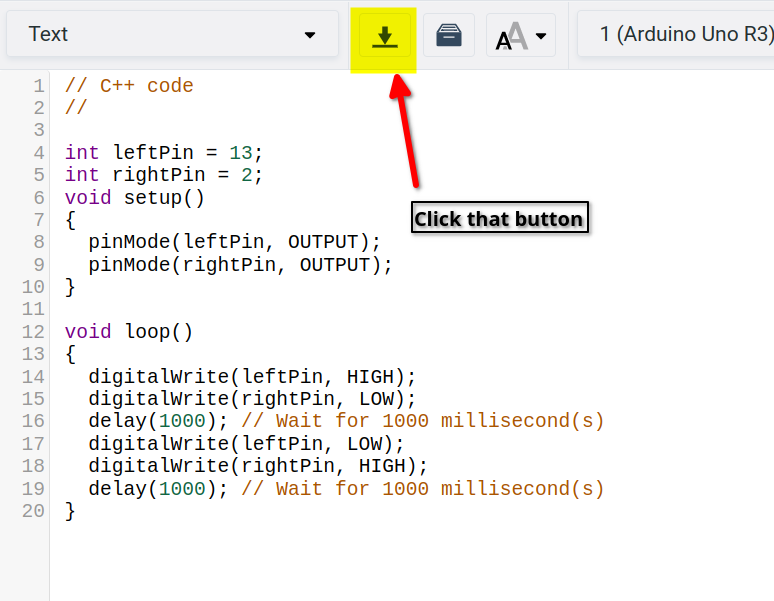 Text
AA
1 (Arduino Uno R3)
1 // C++ code
2 //
3
4 int leftPin = 13;
5 int rightPin = 2;
6 void setup()
7 {
8   pinMode(leftPin, OUTPUT);
9   pinMode(rightPin, OUTPUT);
10 }
11
12 void loop()
13 {
14   digitalWrite(leftPin, HIGH);
15   digitalWrite(rightPin, LOW);
16   delay(1000); // Wait for 1000 millisecond(s)
17   digitalWrite(leftPin, LOW);
18   digitalWrite(rightPin, HIGH);
19   delay(1000); // Wait for 1000 millisecond(s)
20 }
Click that button